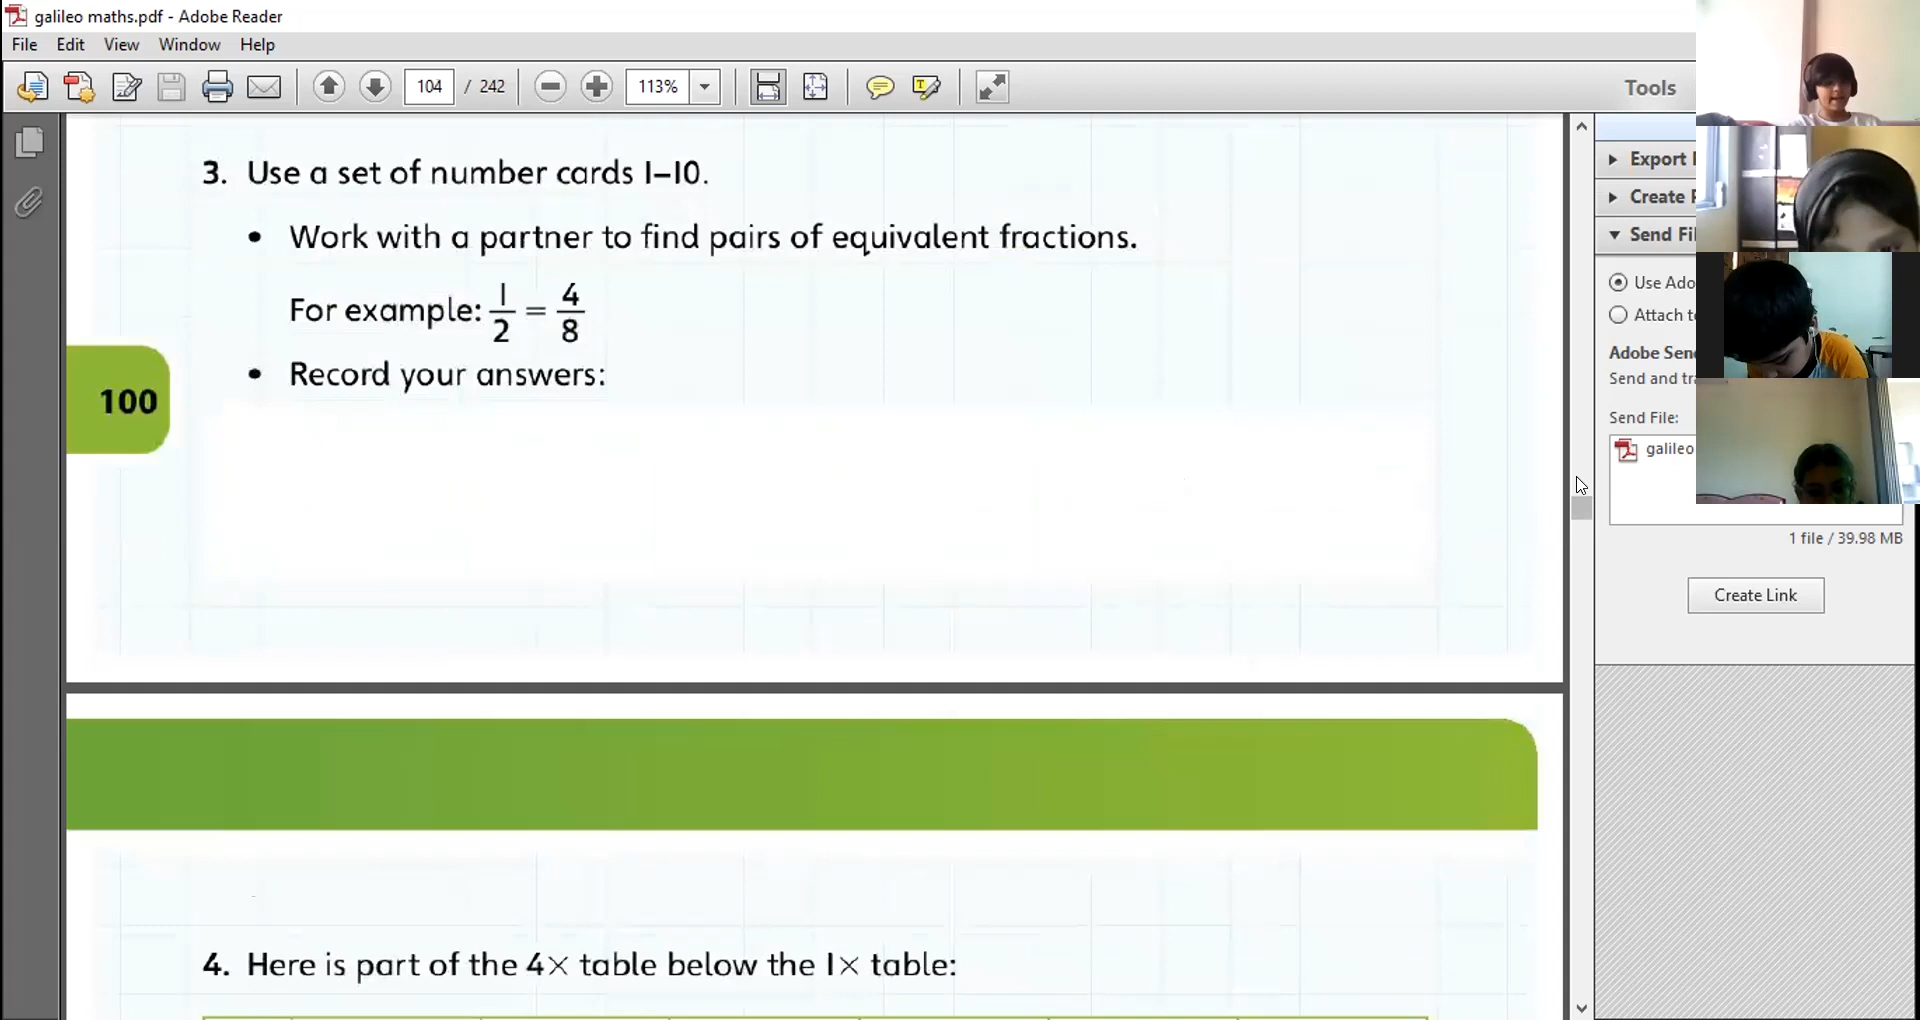 galileo maths.pdf - Adobe Reader
File Edit View Window Help
104 / 242 113% Tools
3. Use a set of number cards 1–10.
• Work with a partner to find pairs of equivalent fractions.
For example: 1/2 = 4/8
• Record your answers:
100
4. Here is part of the 4× table below the 1× table:
Export
Create
Send Fil
Use Ado
Attach to
Adobe Sen
Send and tra
Send File:
galileo
1 file / 39.98 MB
Create Link